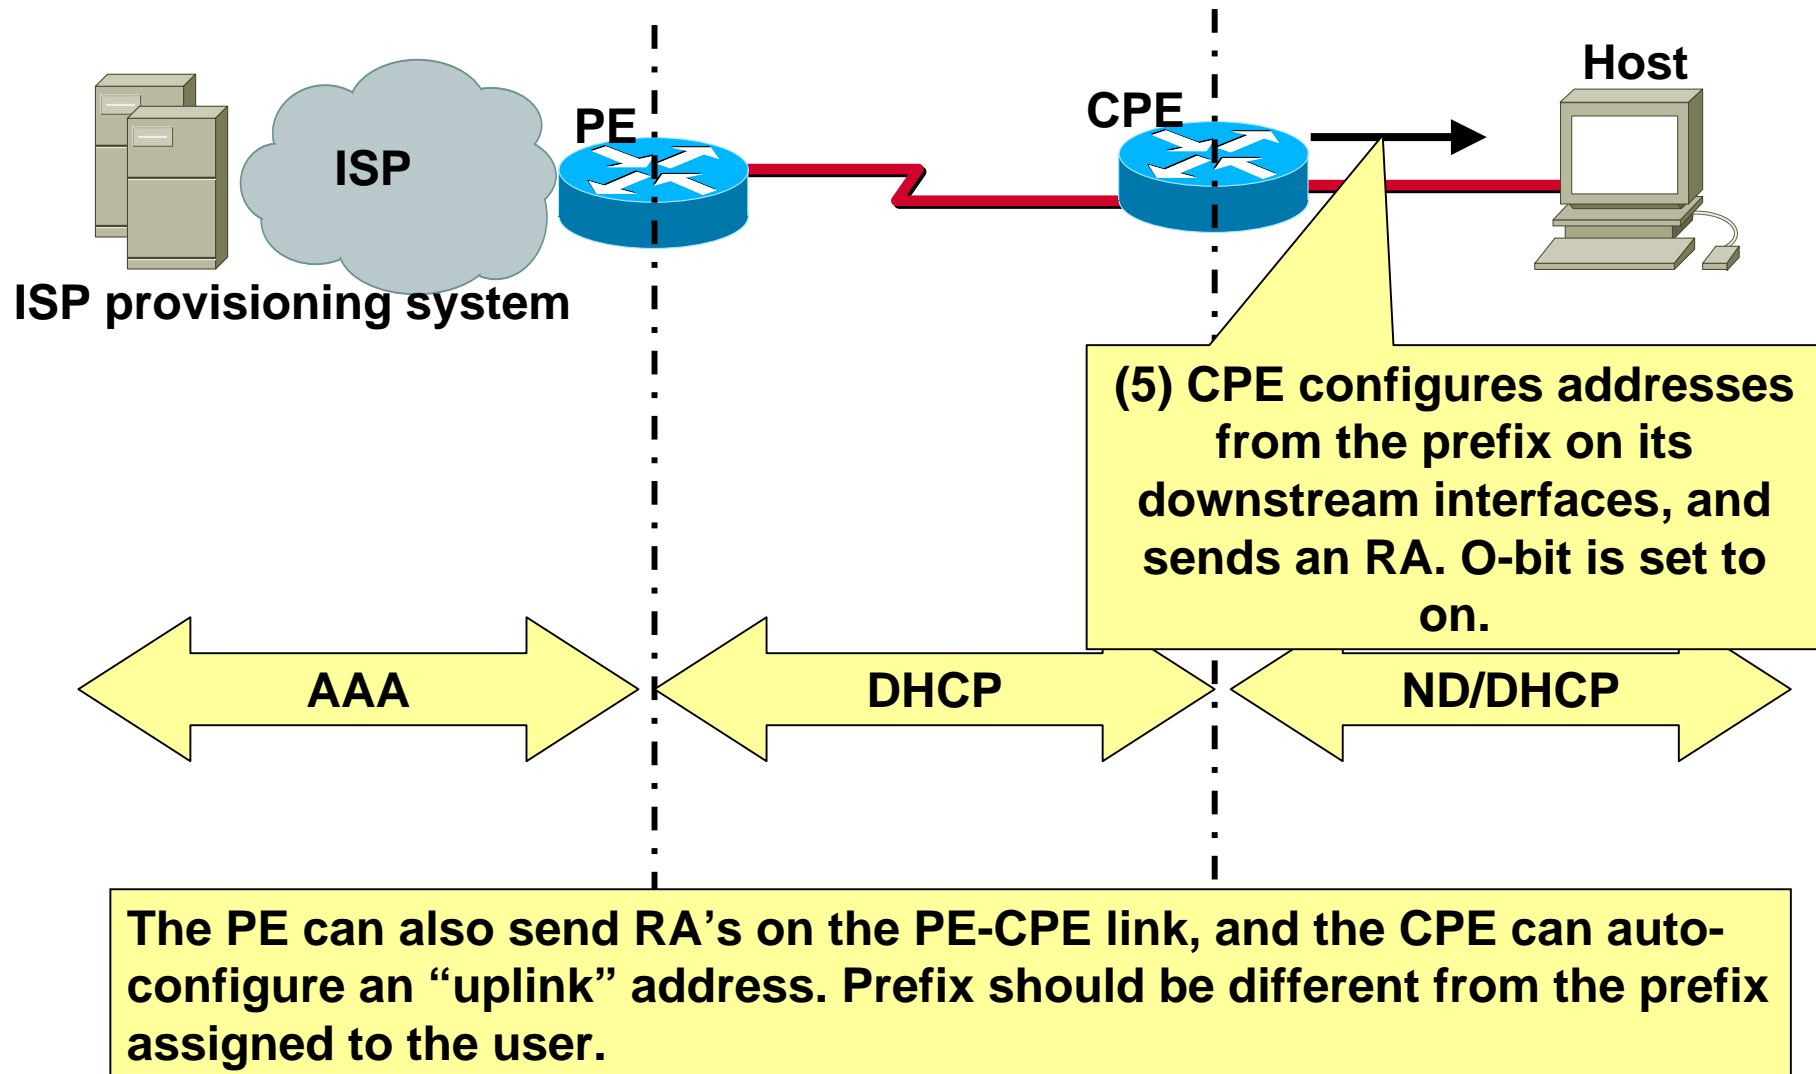 Host
CPE
PE
ISP
ISP provisioning system
(5) CPE configures addresses
from the prefix on its
downstream interfaces, and
sends an RA. O-bit is set to
on.
AAA
DHCP
ND/DHCP
The PE can also send RA’s on the PE-CPE link, and the CPE can auto-
configure an “uplink” address. Prefix should be different from the prefix
assigned to the user.